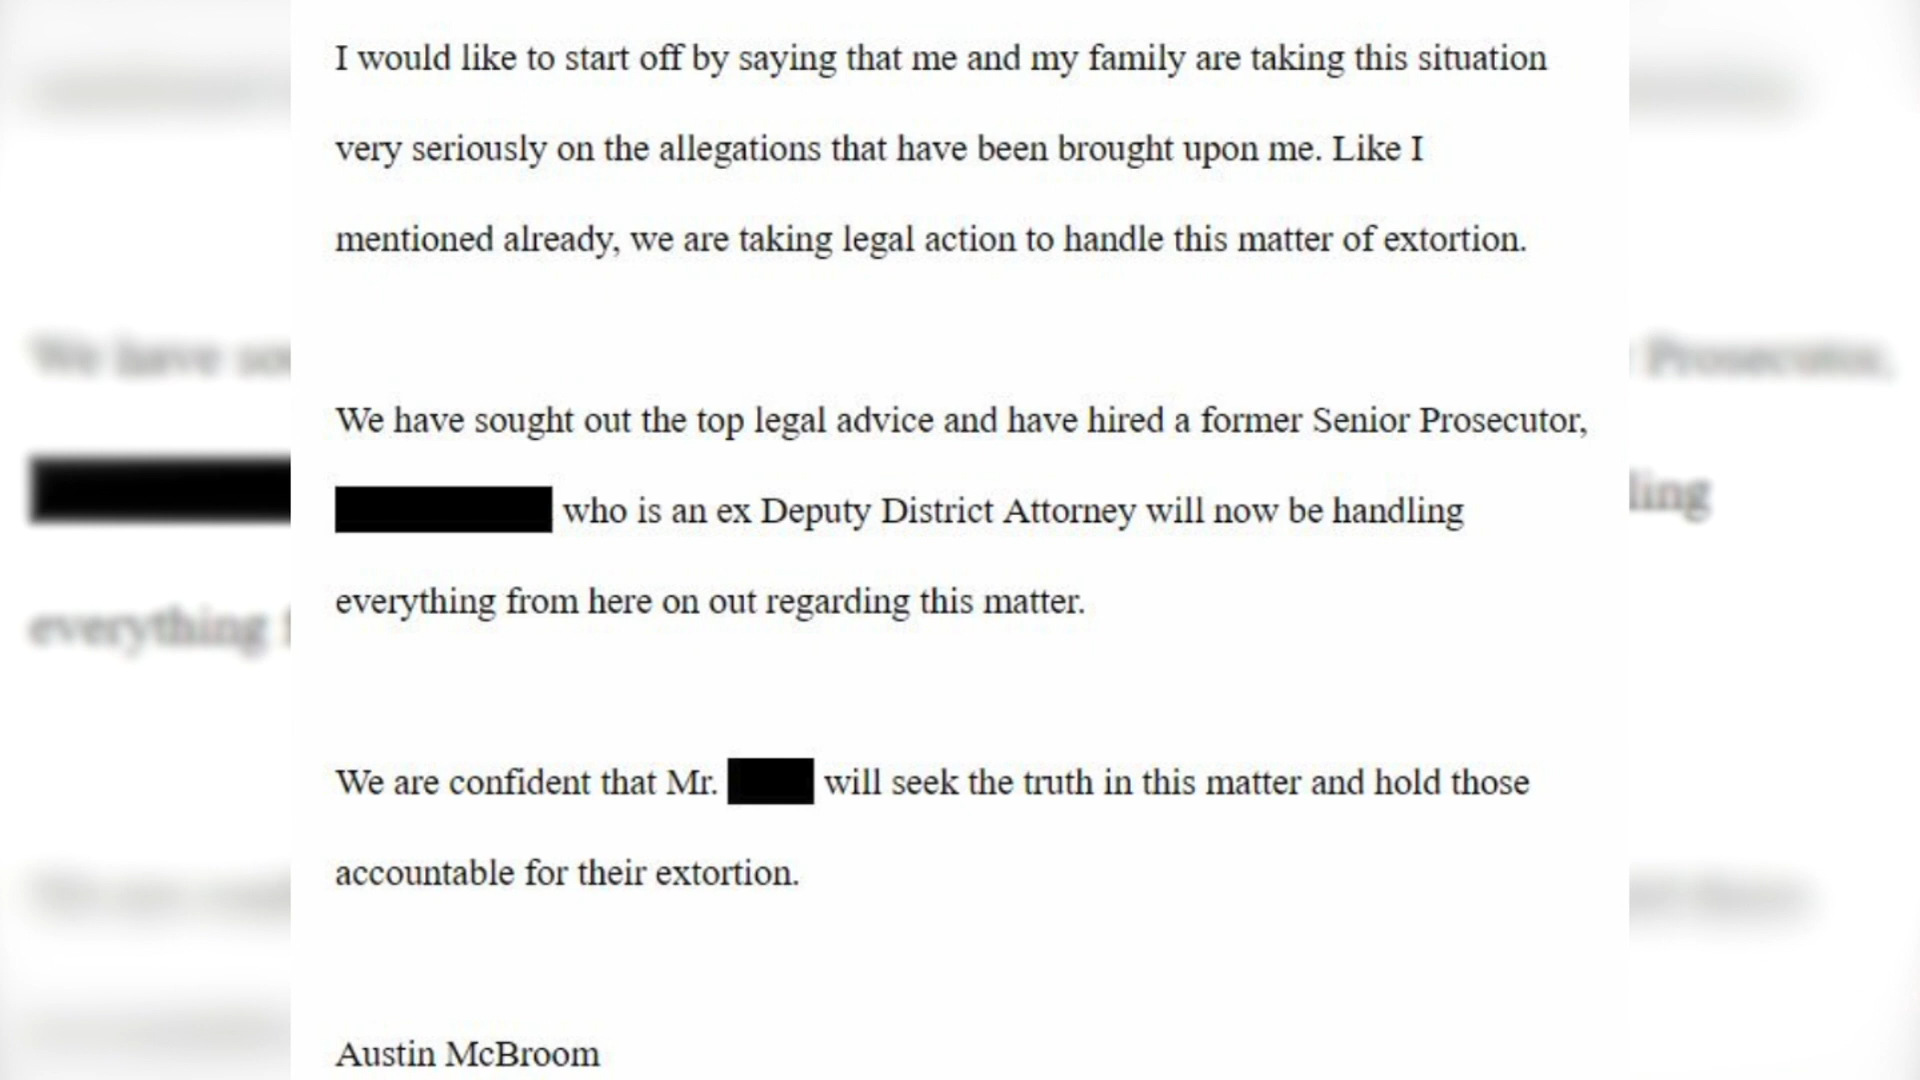 I would like to start off by saying that me and my family are taking this situation
very seriously on the allegations that have been brought upon me. Like I
mentioned already, we are taking legal action to handle this matter of extortion.
We have sought out the top legal advice and have hired a former Senior Prosecutor,
who is an ex Deputy District Attorney will now be handling
everything from here on out regarding this matter.
We are confident that Mr. will seek the truth in this matter and hold those
accountable for their extortion.
Austin McBroom